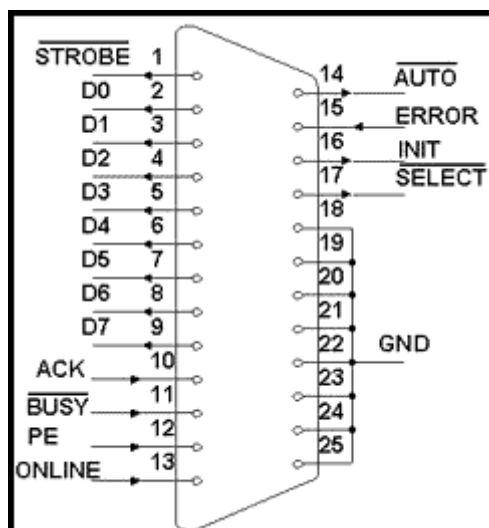 STROBE 1
D0 2
D1 3
D2 4
D3 5
D4 6
D5 7
D6 8
D7 9
ACK 10
BUSY 11
PE 12
ONLINE 13
14 AUTO
15 ERROR
16 INIT
17 SELECT
18
19
20
21
22 GND
23
24
25